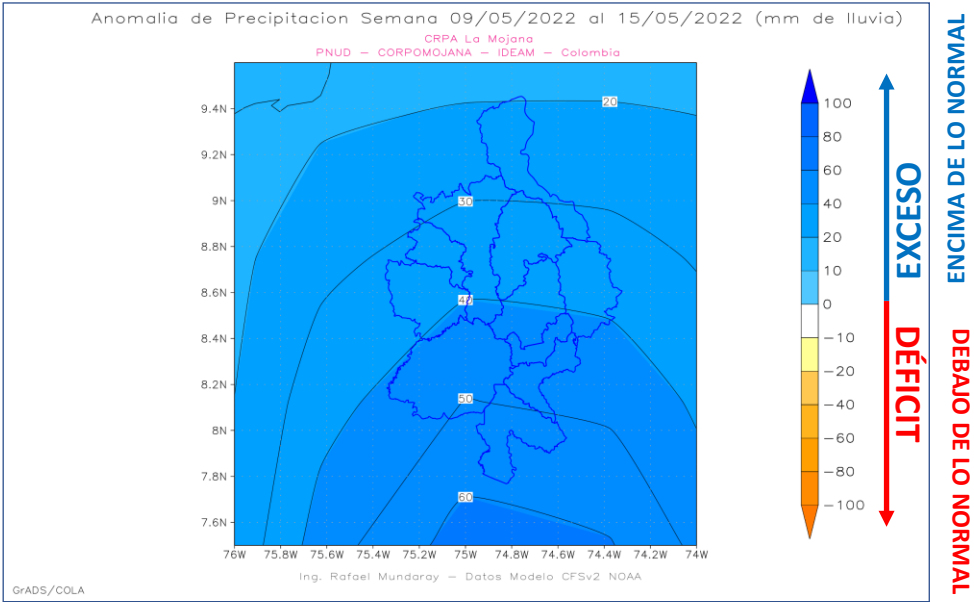 Anomalia de Precipitacion Semana 09/05/2022 al 15/05/2022 (mm de lluvia)
CRPA La Mojana
PNUD – CORPOMOJANA – IDEAM – Colombia
9.4N
9.2N
9N
8.8N
8.6N
8.4N
8.2N
8N
7.8N
7.6N
20
30
40
50
60
76W 75.8W 75.6W 75.4W 75.2W 75W 74.8W 74.6W 74.4W 74.2W 74W
100
80
60
40
20
10
0
−10
−20
−40
−60
−80
−100
EXCESO
DÉFICIT
ENCIMA DE LO NORMAL
DEBAJO DE LO NORMAL
Ing. Rafael Mundaray – Datos Modelo CFSv2 NOAA
GrADS/COLA